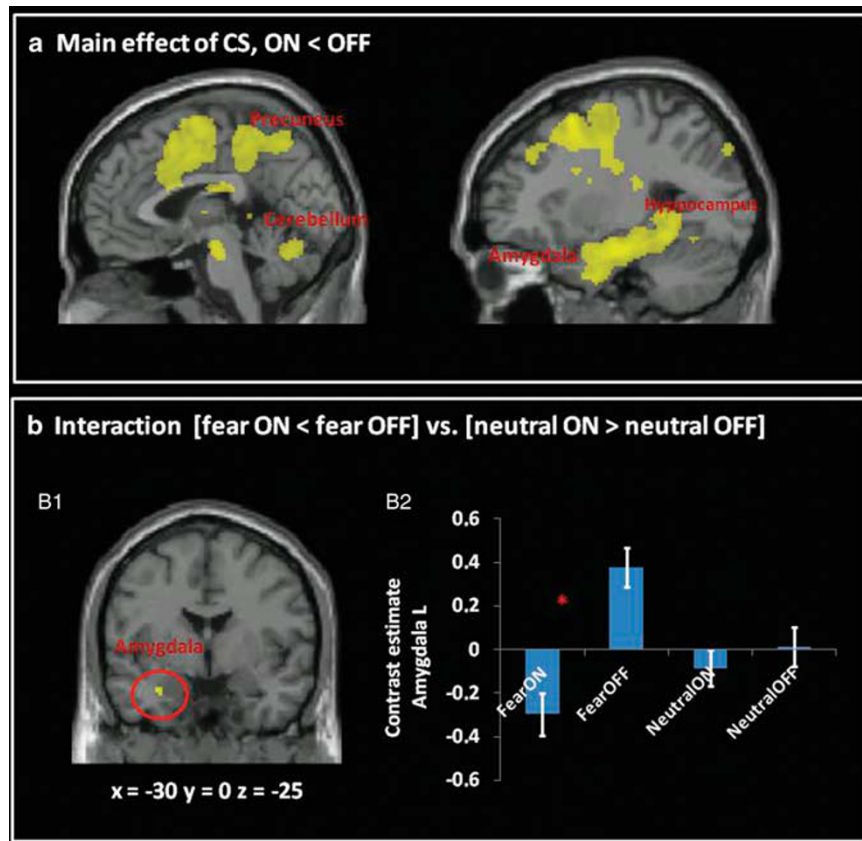 a Main effect of CS, ON < OFF
Precuneus
Cerebellum
Hyppocampus
Amygdala
b Interaction [fear ON < fear OFF] vs. [neutral ON > neutral OFF]
B1
Amygdala
x = -30 y = 0 z = -25
B2
Contrast estimate
Amygdala L
0.6
0.4
0.2
0
-0.2
-0.4
-0.6
*
FearON
FearOFF
NeutralON
NeutralOFF